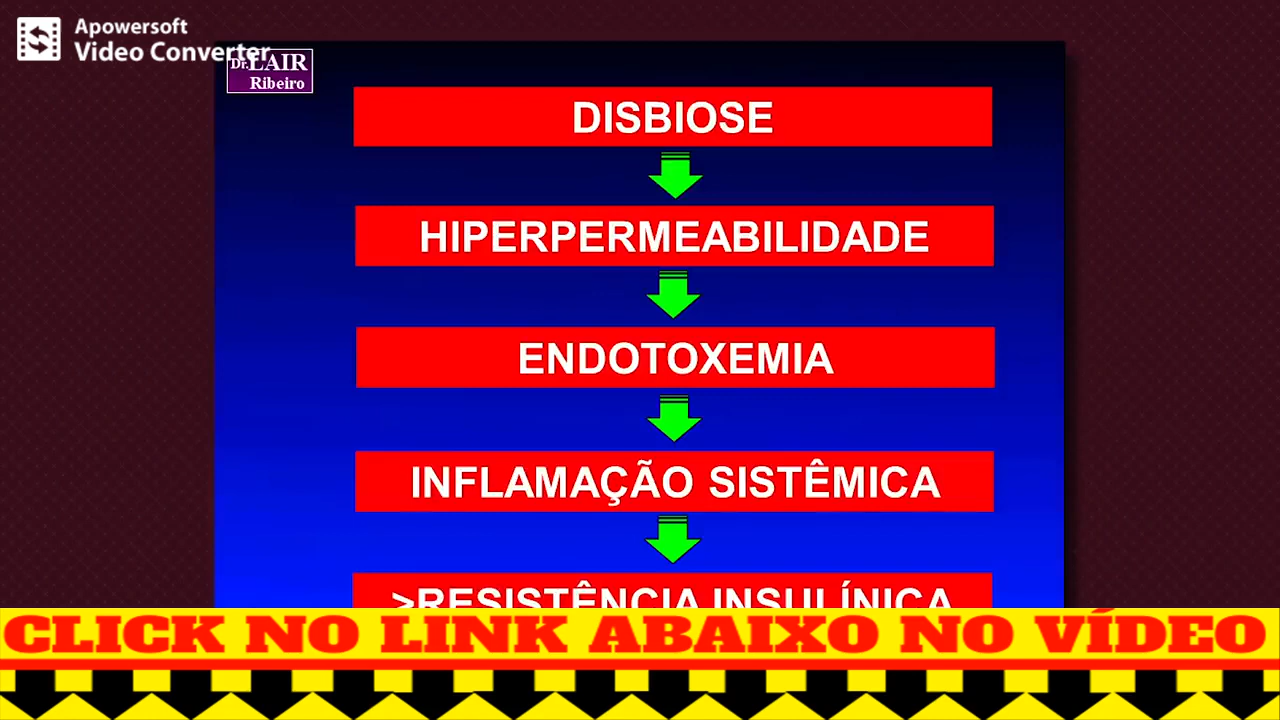 Apowersoft
Video Converter
Dr. LAIR
Ribeiro
DISBIOSE
HIPERPERMEABILIDADE
ENDOTOXEMIA
INFLAMAÇÃO SISTÊMICA
>RESISTÊNCIA INSULÍNICA
CLICK NO LINK ABAIXO NO VÍDEO